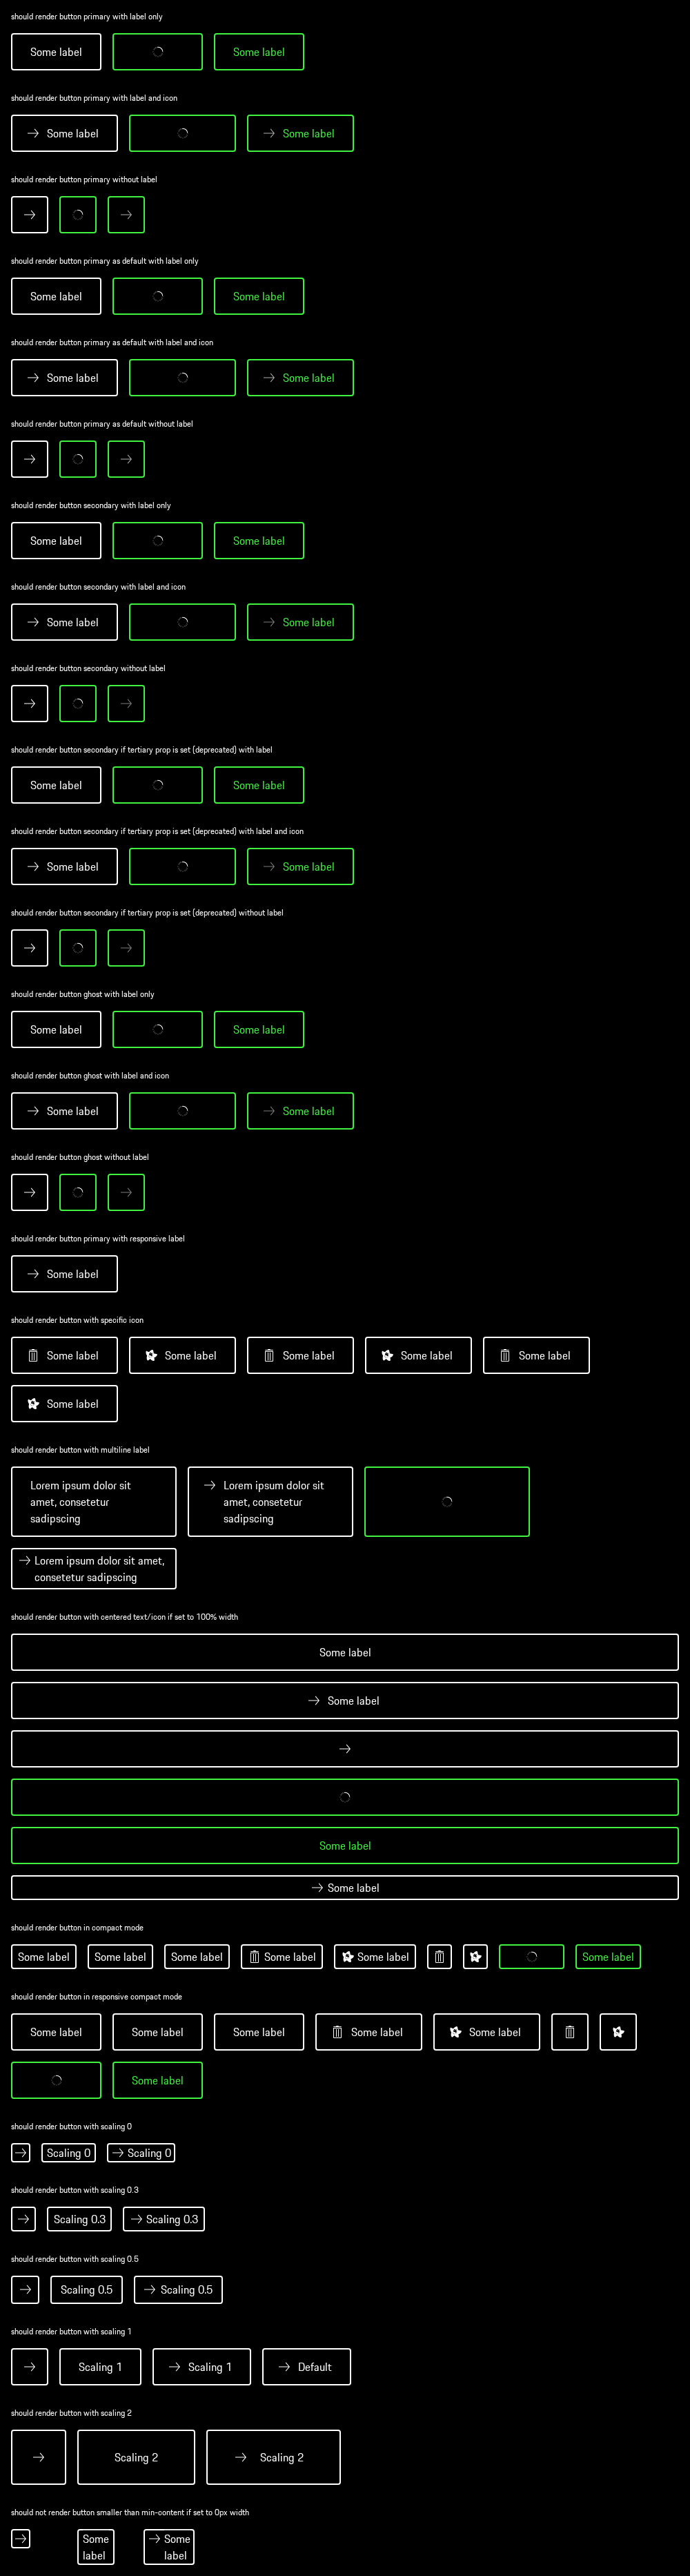 should render button primary with label only
Some label Some label
should render button primary with label and icon
Some label Some label
should render button primary without label
should render button primary as default with label only
Some label Some label
should render button primary as default with label and icon
Some label Some label
should render button primary as default without label
should render button secondary with label only
Some label Some label
should render button secondary with label and icon
Some label Some label
should render button secondary without label
should render button secondary if tertiary prop is set (deprecated) with label
Some label Some label
should render button secondary if tertiary prop is set (deprecated) with label and icon
Some label Some label
should render button secondary if tertiary prop is set (deprecated) without label
should render button ghost with label only
Some label Some label
should render button ghost with label and icon
Some label Some label
should render button ghost without label
should render button primary with responsive label
Some label
should render button with specific icon
Some label Some label Some label Some label Some label
Some label
should render button with multiline label
Lorem ipsum dolor sit
amet, consetetur
sadipscing
Lorem ipsum dolor sit
amet, consetetur
sadipscing
Lorem ipsum dolor sit amet,
consetetur sadipscing
should render button with centered text/icon if set to 100% width
Some label
Some label
Some label
Some label
should render button in compact mode
Some label Some label Some label Some label Some label Some label
should render button in responsive compact mode
Some label Some label Some label Some label Some label
Some label
should render button with scaling 0
Scaling 0 Scaling 0
should render button with scaling 0.3
Scaling 0.3 Scaling 0.3
should render button with scaling 0.5
Scaling 0.5 Scaling 0.5
should render button with scaling 1
Scaling 1 Scaling 1 Default
should render button with scaling 2
Scaling 2 Scaling 2
should not render button smaller than min-content if set to 0px width
Some
label
Some
label